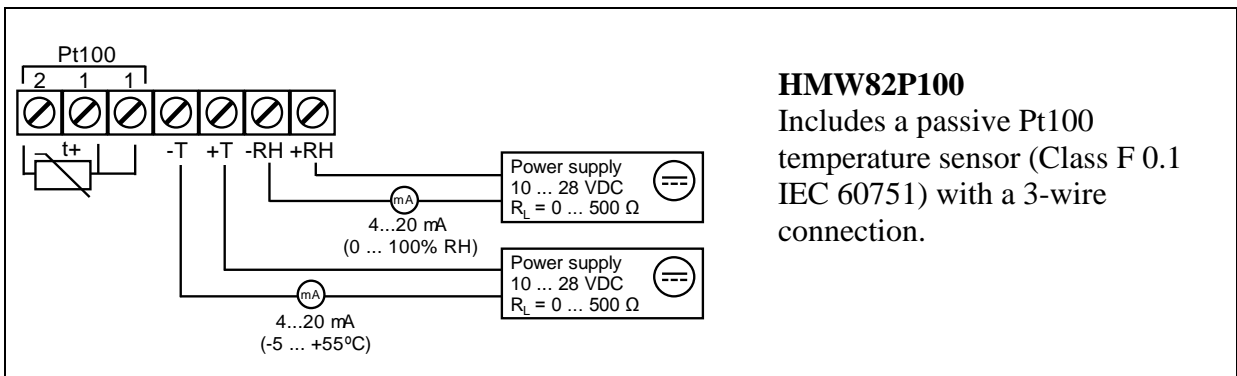 Pt100
2 1 1
t+
-T +T -RH +RH
Power supply
10 ... 28 VDC
RL = 0 ... 500 Ω
mA
4...20 mA
(0 ... 100% RH)
Power supply
10 ... 28 VDC
RL = 0 ... 500 Ω
mA
4...20 mA
(-5 ... +55ºC)
HMW82P100
Includes a passive Pt100
temperature sensor (Class F 0.1
IEC 60751) with a 3-wire
connection.